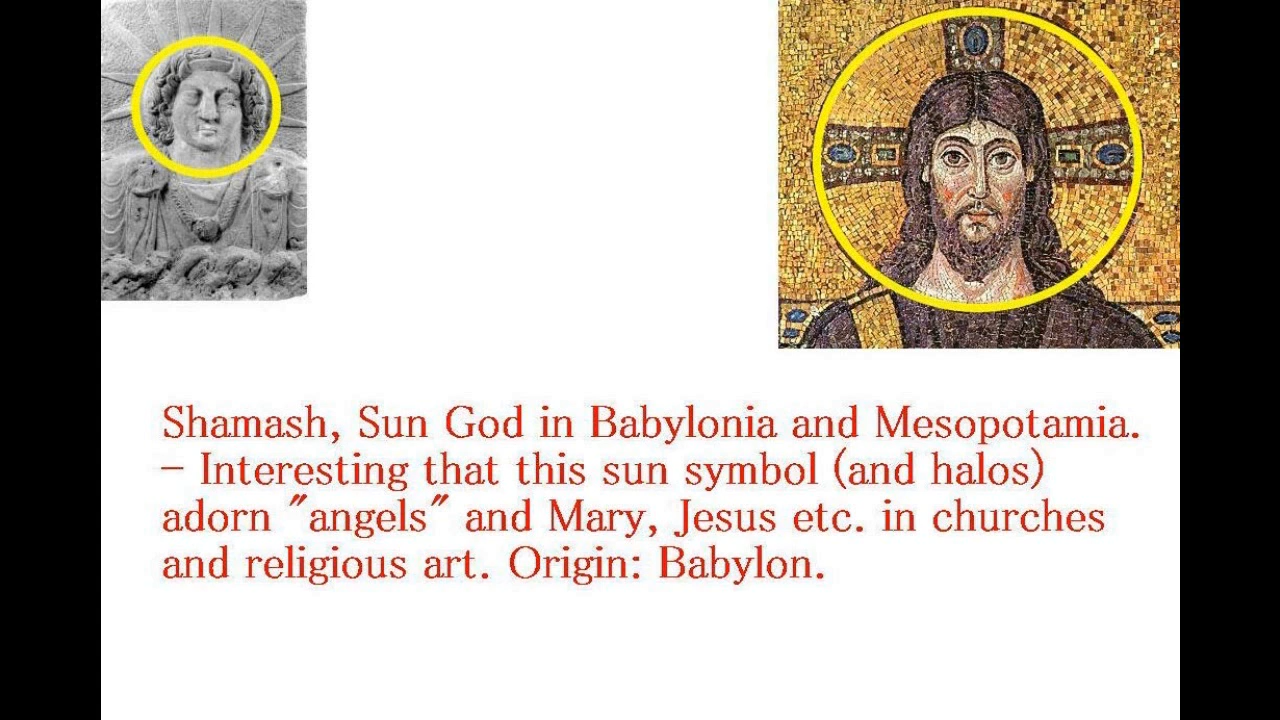 Shamash, Sun God in Babylonia and Mesopotamia.
- Interesting that this sun symbol (and halos)
adorn "angels" and Mary, Jesus etc. in churches
and religious art. Origin: Babylon.